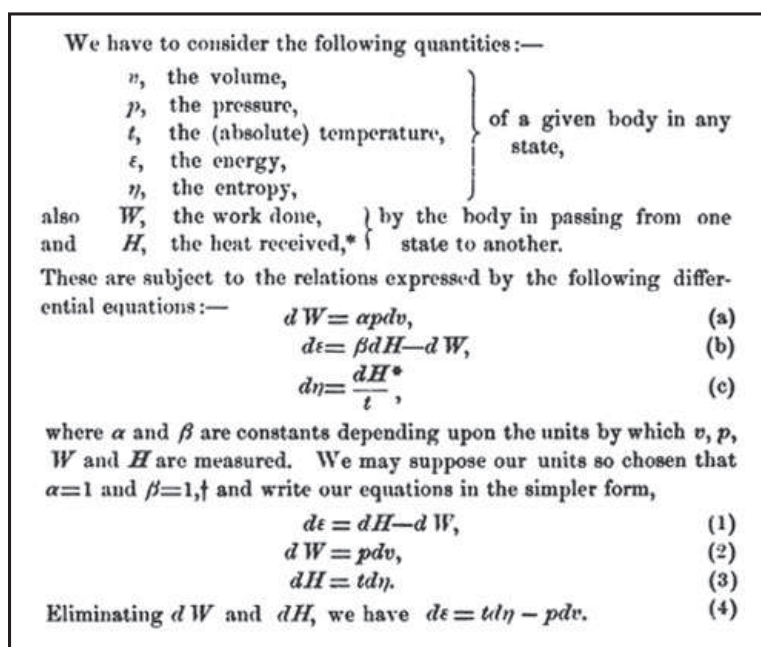 We have to consider the following quantities:—
v, the volume,
p, the pressure,
t, the (absolute) temperature,
ε, the energy,
η, the entropy,
of a given body in any
state,
also W, the work done,
and H, the heat received,*
by the body in passing from one
state to another.
These are subject to the relations expressed by the following differ-
ential equations:—
dW= αpdv, (a)
dε= βdH—dW, (b)
dη= dH*/t, (c)
where α and β are constants depending upon the units by which v, p,
W and H are measured. We may suppose our units so chosen that
α=1 and β=1,† and write our equations in the simpler form,
dε = dH—dW, (1)
dW = pdv, (2)
dH = tdη. (3)
Eliminating dW and dH, we have dε = tdη − pdv. (4)